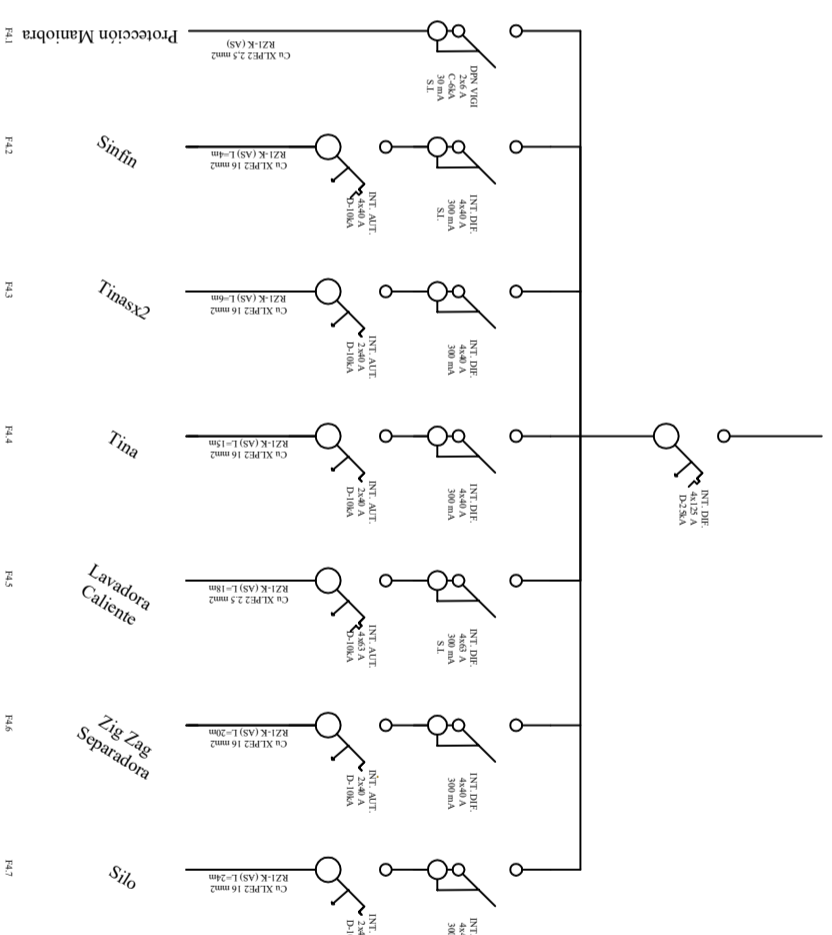 F4.1
Protección Maniobra
RZ1-K (AS)
Cu XLPE2 2,5 mm2
DPN VIGI
2x6 A
C-6kA
30 mA
S.I.
F4.2
Sinfín
RZ1-K (AS) L=4m
Cu XLPE2 16 mm2
INT. AUT.
4x40 A
D-10kA
INT. DIF.
4x40 A
300 mA
S.I.
F4.3
Tinasx2
RZ1-K (AS) L=6m
Cu XLPE2 16 mm2
INT. AUT.
2x40 A
D-10kA
INT. DIF.
4x40 A
300 mA
F4.4
Tina
RZ1-K (AS) L=15m
Cu XLPE2 16 mm2
INT. AUT.
2x40 A
D-10kA
INT. DIF.
4x40 A
300 mA
INT. DIF.
4x125 A
D-25kA
F4.5
Lavadora
Caliente
RZ1-K (AS) L=18m
Cu XLPE2 2.5 mm2
INT. AUT.
4x63 A
D-10kA
INT. DIF.
4x63 A
300 mA
S.I.
F4.6
Zig Zag
Separadora
RZ1-K (AS) L=20m
Cu XLPE2 16 mm2
INT. AUT.
2x40 A
D-10kA
INT. DIF.
4x40 A
300 mA
F4.7
Silo
RZ1-K (AS) L=24m
Cu XLPE2 16 mm2
INT.
INT.